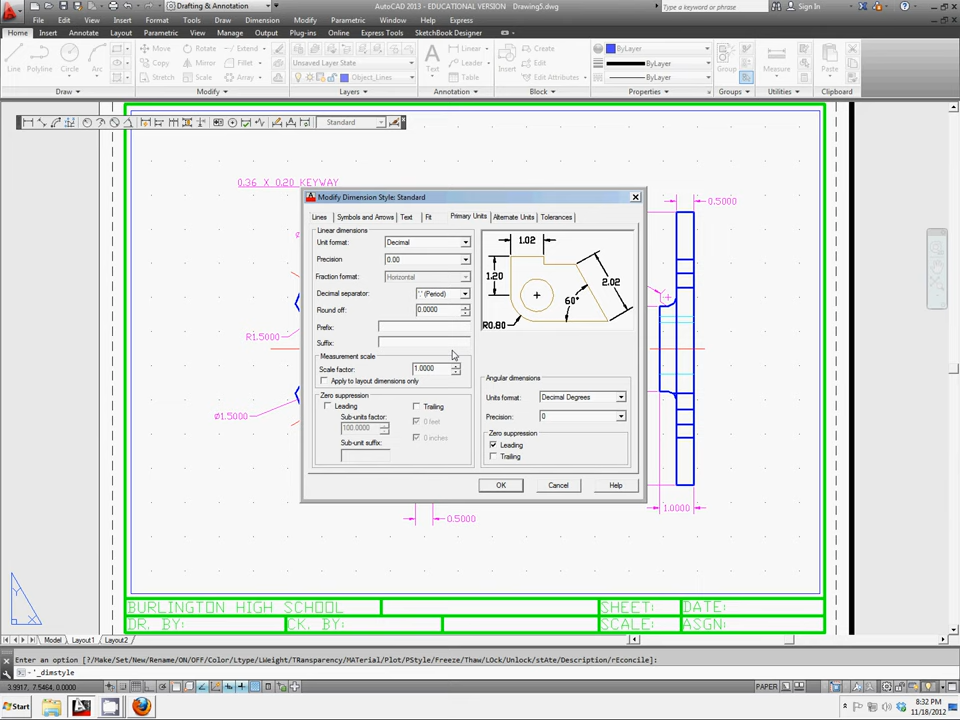 Drafting & Annotation
AutoCAD 2013 - EDUCATIONAL VERSION Drawing5.dwg
Type a keyword or phrase
Sign In
File Edit View Insert Format Tools Draw Dimension Modify Parametric Window Help Express
Home Insert Annotate Layout Parametric View Manage Output Plug-ins Online Express Tools SketchBook Designer
Line Polyline Circle Arc
Move Rotate Extend
Copy Mirror Fillet
Stretch Scale Array
Unsaved Layer State
Object_Lines
Text
Linear
Leader
Table
Insert
Create
Edit
Edit Attributes
ByLayer
ByLayer
ByLayer
Group
Measure
Paste
Draw Modify Layers Annotation Block Properties Groups Utilities Clipboard
Standard
0.36 X 0.20 KEYWAY
0.5000
R1.5000
Ø1.5000
0.5000
1.0000
Modify Dimension Style: Standard
Lines Symbols and Arrows Text Fit Primary Units Alternate Units Tolerances
Linear dimensions
Unit format: Decimal
Precision 0.00
Fraction format: Horizontal
Decimal separator: '.' (Period)
Round off: 0.0000
Prefix:
Suffix:
Measurement scale
Scale factor: 1.0000
Apply to layout dimensions only
Zero suppression
Leading
Trailing
Sub-units factor: 0 feet
100.0000
0 inches
Sub-unit suffix:
1.02
1.20
2.02
60°
R0.80
Angular dimensions
Units format: Decimal Degrees
Precision: 0
Zero suppression
Leading
Trailing
OK Cancel Help
BURLINGTON HIGH SCHOOL SHEET: DATE:
DR. BY: CK. BY: SCALE: ASGN:
Y
X
Model Layout1 Layout2
Enter an option [?/Make/Set/New/Rename/ON/OFF/Color/Ltype/LWeight/TRansparency/MATerial/Plot/PStyle/Freeze/Thaw/LOck/Unlock/stAte/Description/rEconcile]:
'_dimstyle
3.9917, 7.5464, 0.0000
PAPER
Start
8:32 PM
11/18/2012